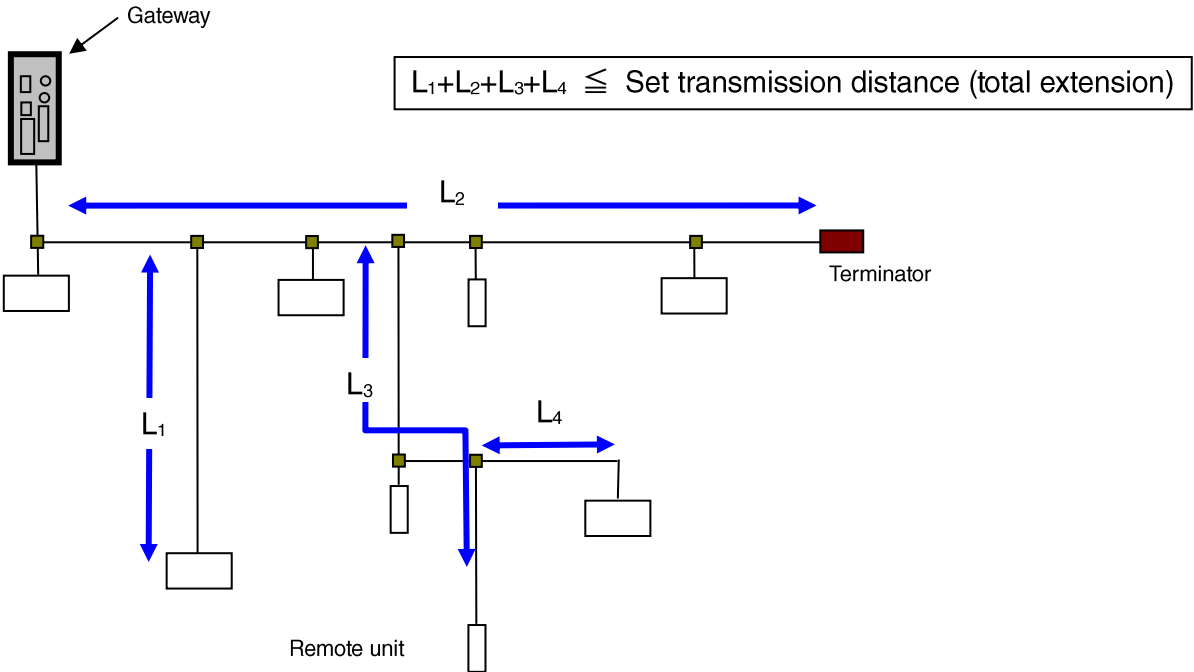 Gateway
L₁+L₂+L₃+L₄ ≦ Set transmission distance (total extension)
L₂
Terminator
L₃
L₄
L₁
Remote unit